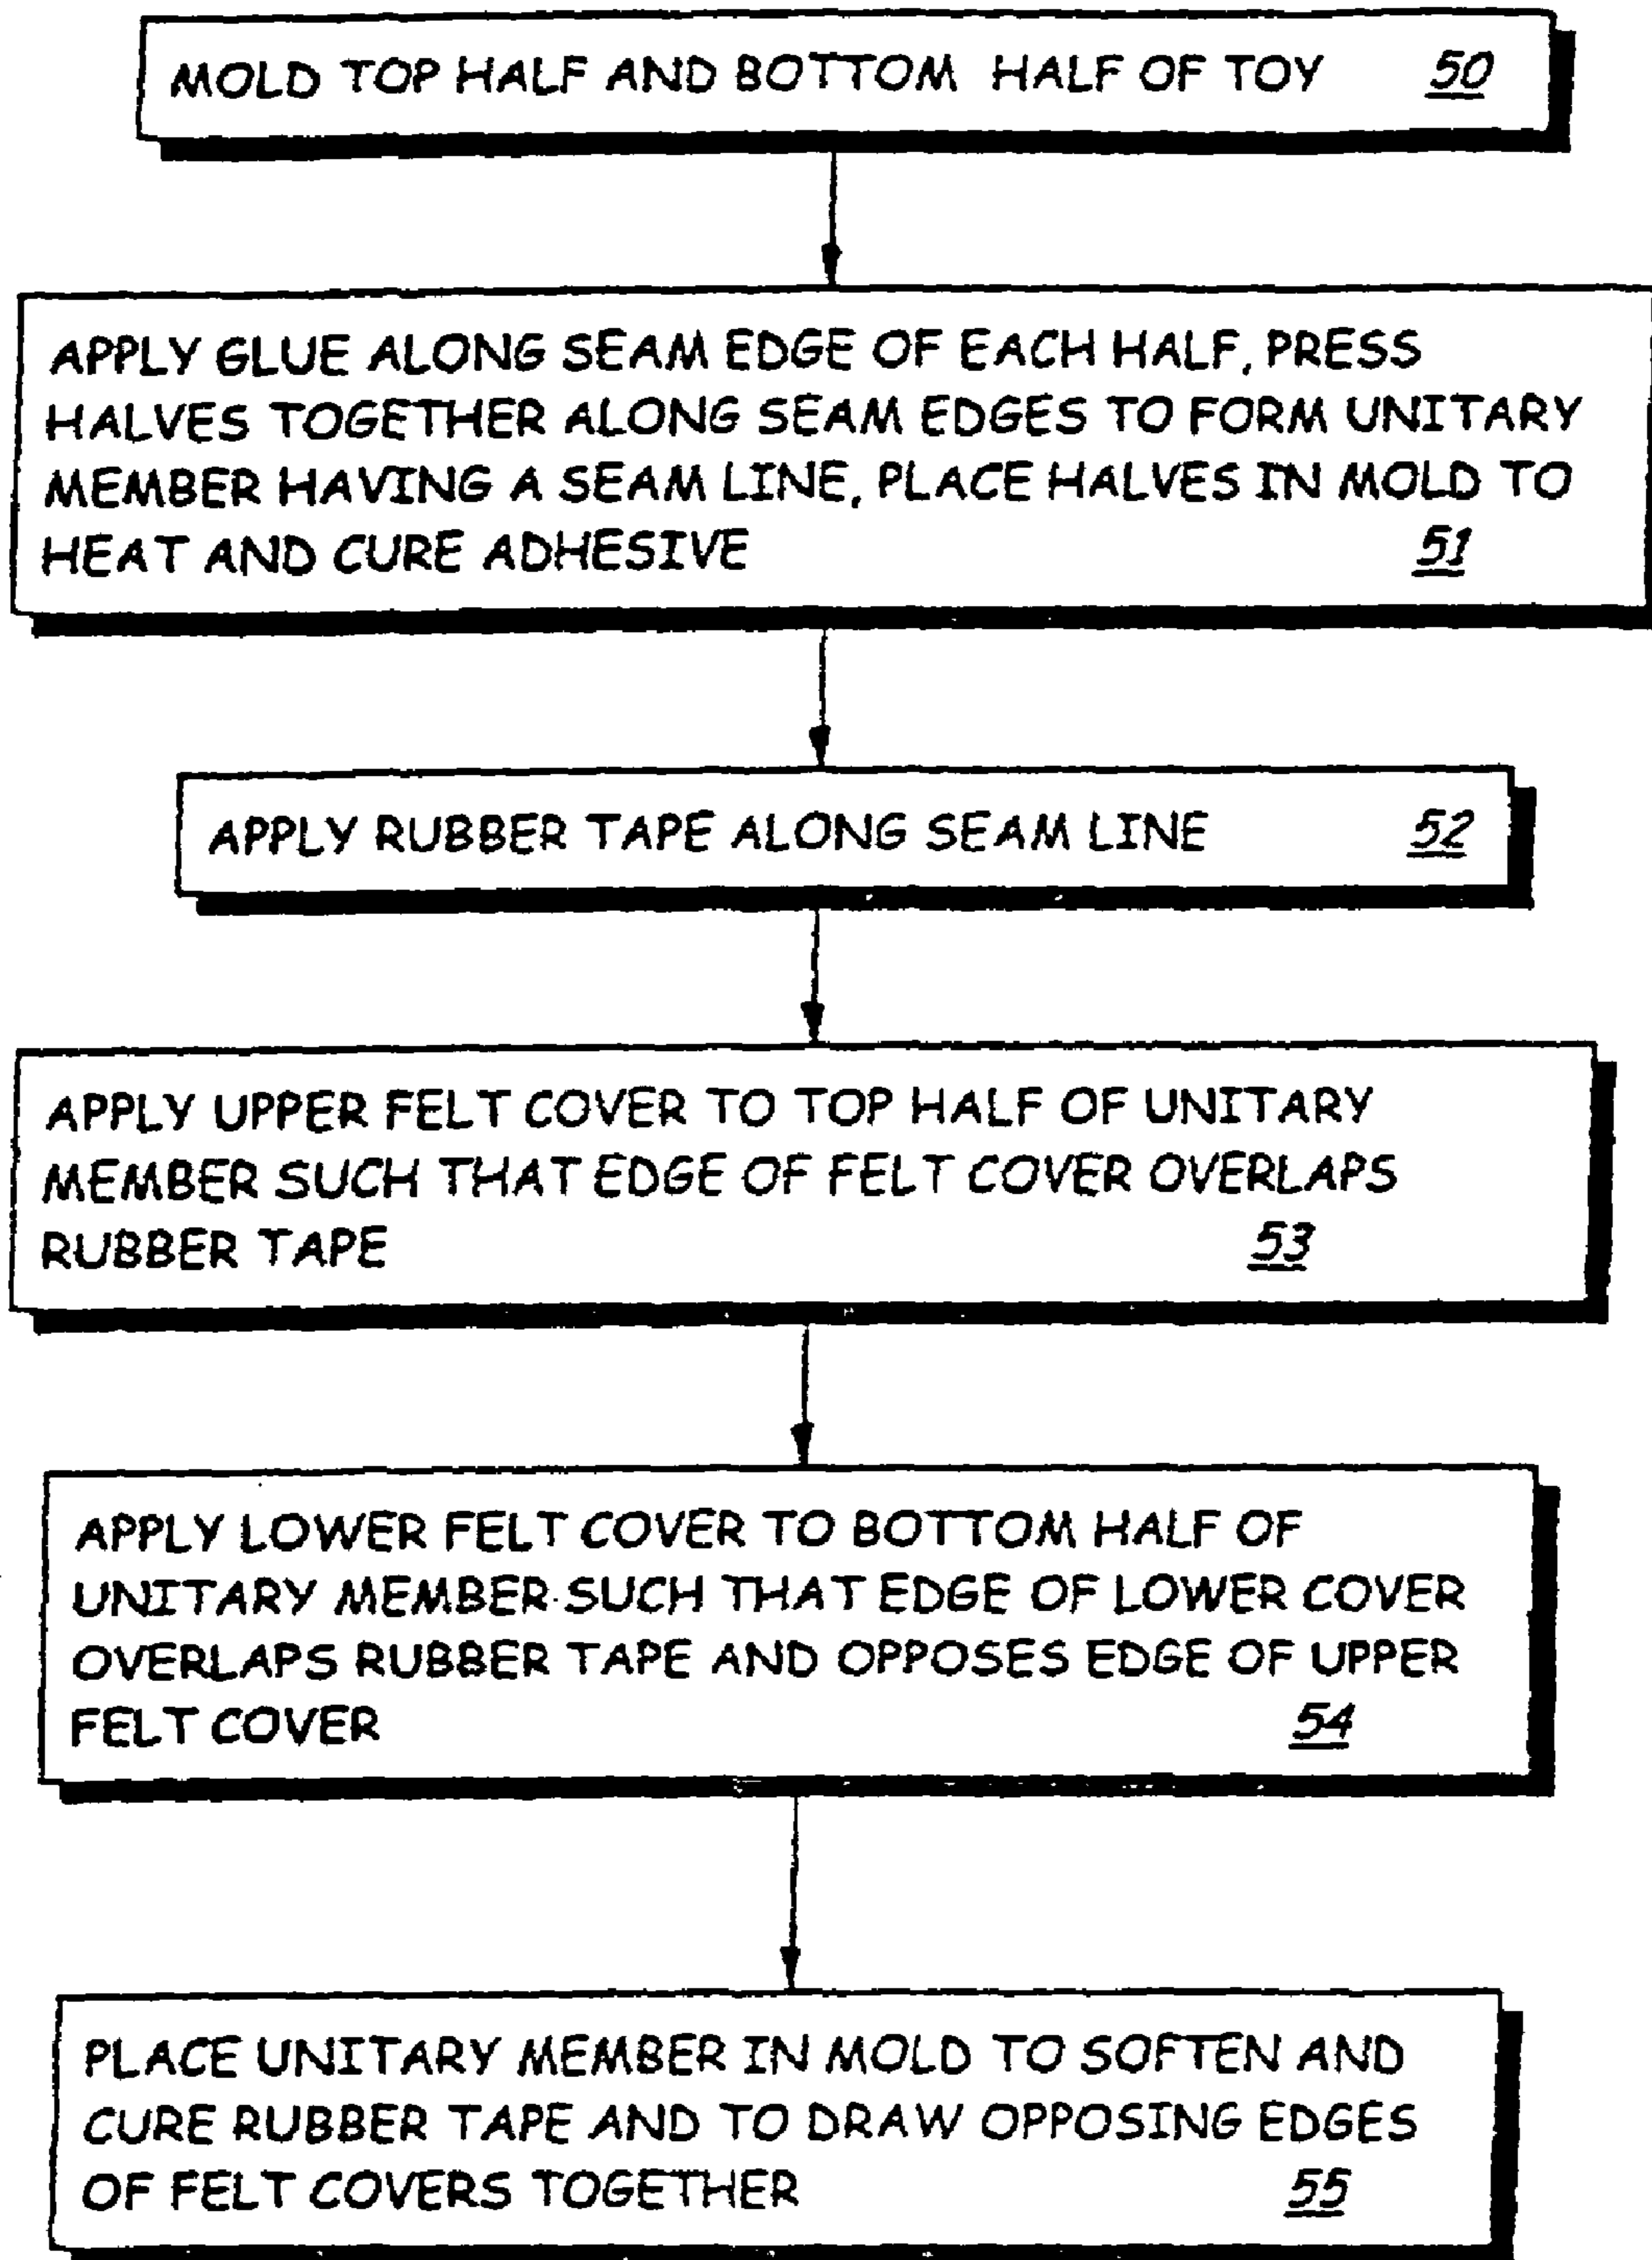 MOLD TOP HALF AND BOTTOM HALF OF TOY 50
APPLY GLUE ALONG SEAM EDGE OF EACH HALF, PRESS
HALVES TOGETHER ALONG SEAM EDGES TO FORM UNITARY
MEMBER HAVING A SEAM LINE, PLACE HALVES IN MOLD TO
HEAT AND CURE ADHESIVE 51
APPLY RUBBER TAPE ALONG SEAM LINE 52
APPLY UPPER FELT COVER TO TOP HALF OF UNITARY
MEMBER SUCH THAT EDGE OF FELT COVER OVERLAPS
RUBBER TAPE 53
APPLY LOWER FELT COVER TO BOTTOM HALF OF
UNITARY MEMBER SUCH THAT EDGE OF LOWER COVER
OVERLAPS RUBBER TAPE AND OPPOSES EDGE OF UPPER
FELT COVER 54
PLACE UNITARY MEMBER IN MOLD TO SOFTEN AND
CURE RUBBER TAPE AND TO DRAW OPPOSING EDGES
OF FELT COVERS TOGETHER 55